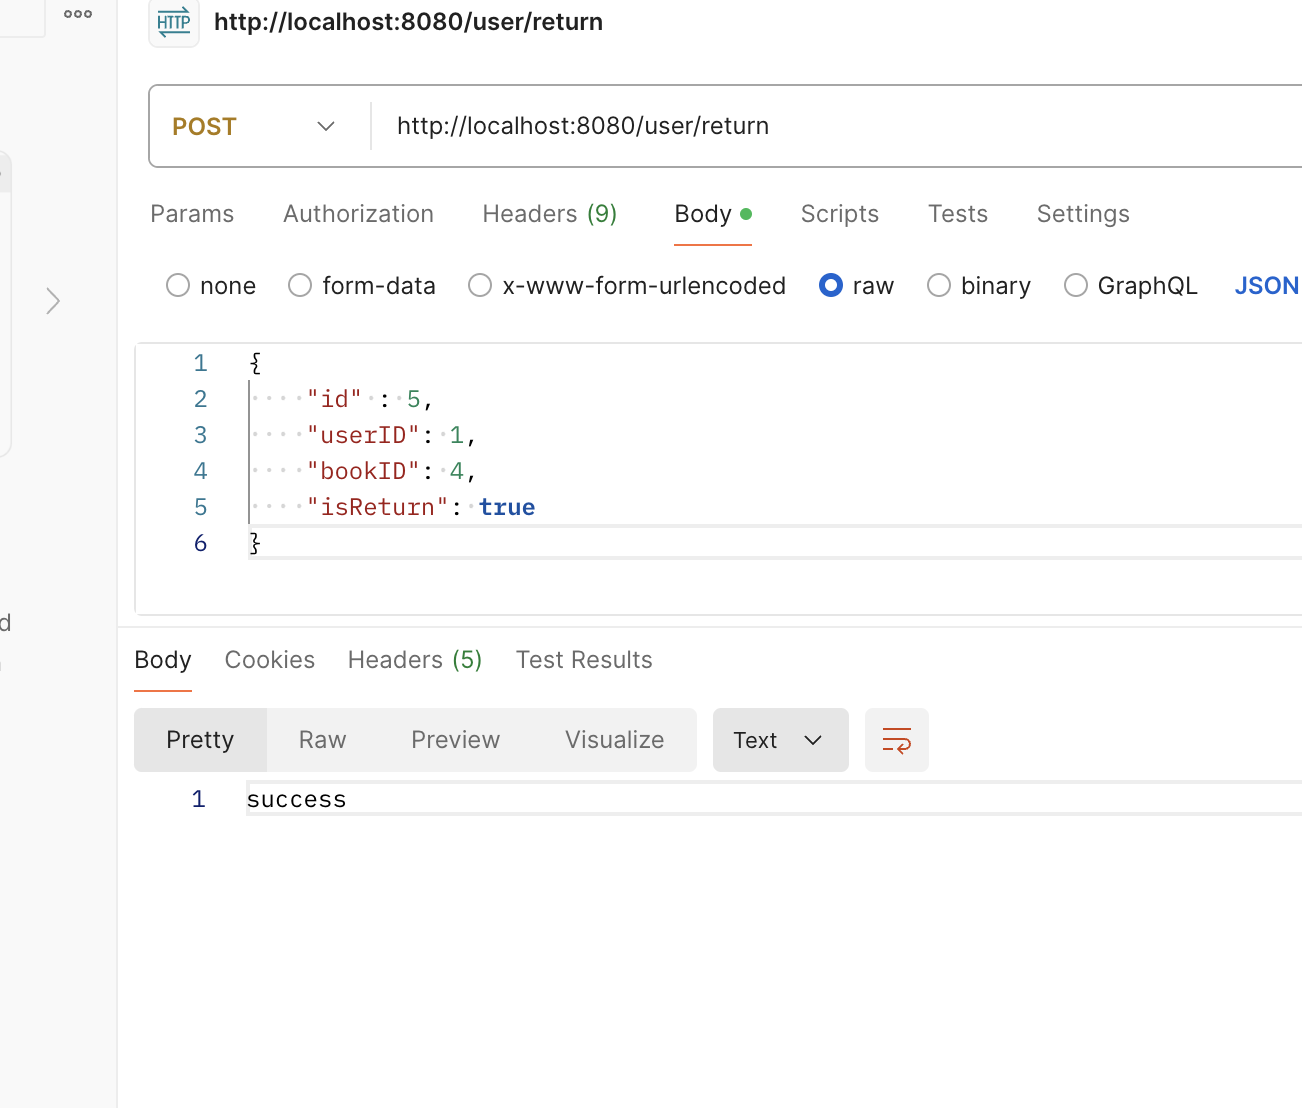 HTTP http://localhost:8080/user/return
POST http://localhost:8080/user/return
Params Authorization Headers (9) Body Scripts Tests Settings
none form-data x-www-form-urlencoded raw binary GraphQL JSON
1 {
2 "id" : 5,
3 "userID": 1,
4 "bookID": 4,
5 "isReturn": true
6 }
d
Body Cookies Headers (5) Test Results
Pretty Raw Preview Visualize Text
1 success